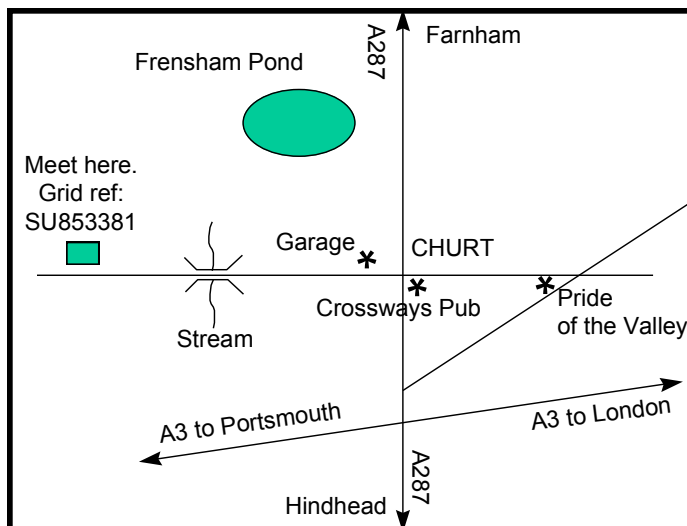 A287
Farnham
Frensham Pond
Meet here.
Grid ref:
SU853381
Garage
CHURT
Crossways Pub
Pride
of the Valley
Stream
A3 to Portsmouth
A3 to London
A287
Hindhead